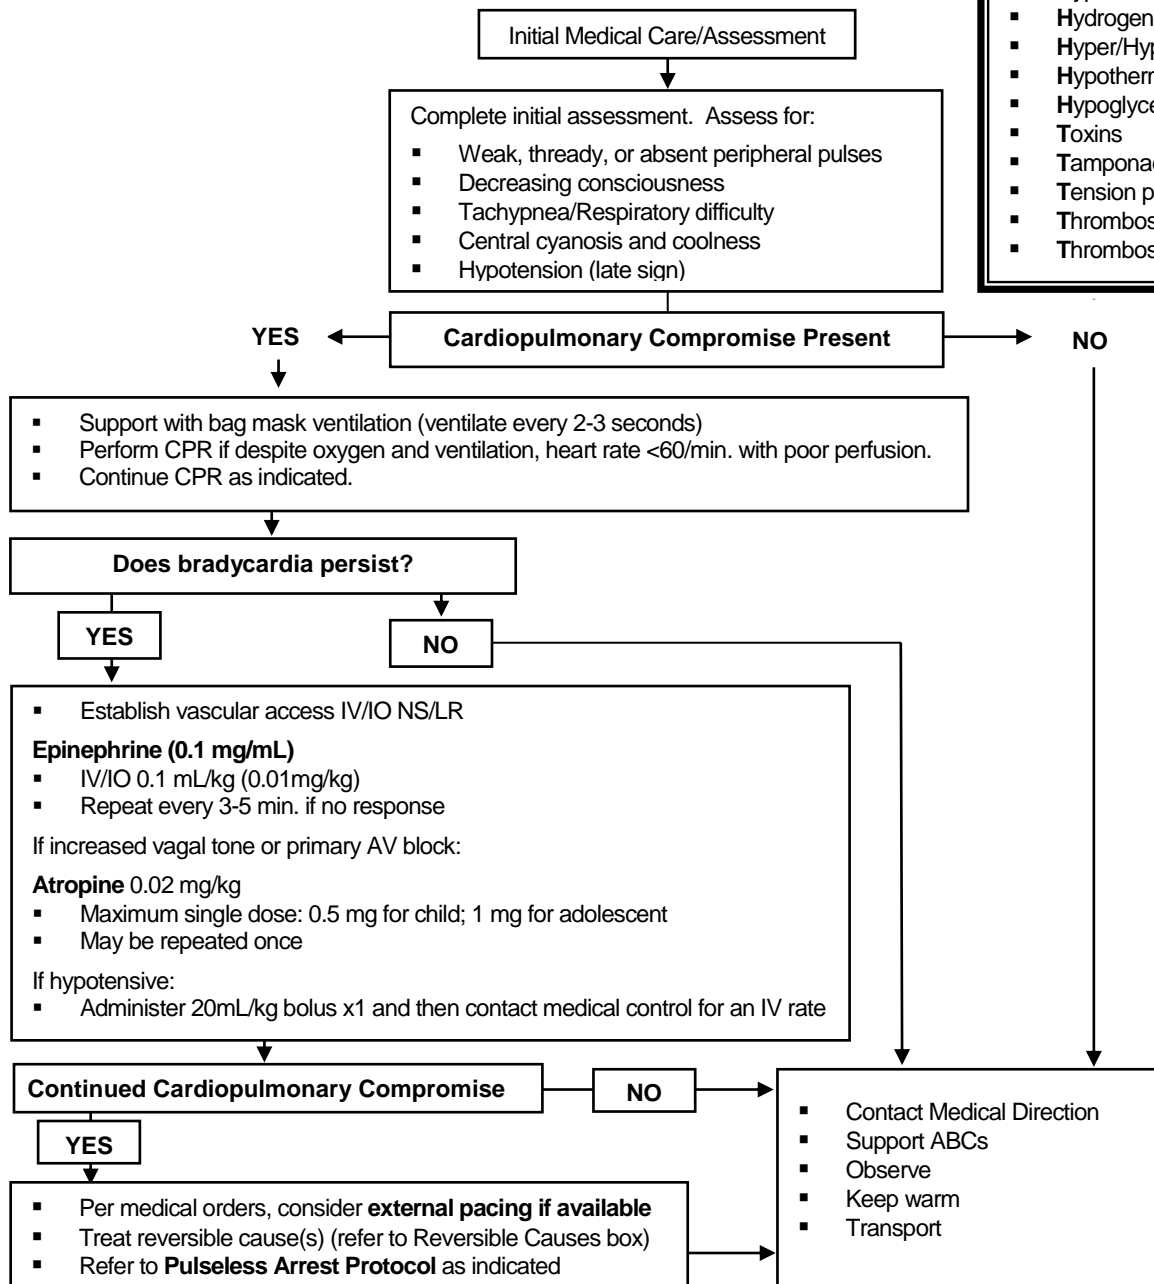 Initial Medical Care/Assessment
Complete initial assessment. Assess for:
▪ Weak, thready, or absent peripheral pulses
▪ Decreasing consciousness
▪ Tachypnea/Respiratory difficulty
▪ Central cyanosis and coolness
▪ Hypotension (late sign)
▪ Toxins
▪ Tension
YES
Cardiopulmonary Compromise Present
NO
▪ Support with bag mask ventilation (ventilate every 2-3 seconds)
▪ Perform CPR if despite oxygen and ventilation, heart rate <60/min. with poor perfusion.
▪ Continue CPR as indicated.
Does bradycardia persist?
YES
NO
▪ Establish vascular access IV/IO NS/LR
Epinephrine (0.1 mg/mL)
▪ IV/IO 0.1 mL/kg (0.01mg/kg)
▪ Repeat every 3-5 min. if no response
If increased vagal tone or primary AV block:
Atropine 0.02 mg/kg
▪ Maximum single dose: 0.5 mg for child; 1 mg for adolescent
▪ May be repeated once
If hypotensive:
▪ Administer 20mL/kg bolus x1 and then contact medical control for an IV rate
Continued Cardiopulmonary Compromise
NO
YES
▪ Per medical orders, consider external pacing if available
▪ Treat reversible cause(s) (refer to Reversible Causes box)
▪ Refer to Pulseless Arrest Protocol as indicated
▪ Contact Medical Direction
▪ Support ABCs
▪ Observe
▪ Keep warm
▪ Transport